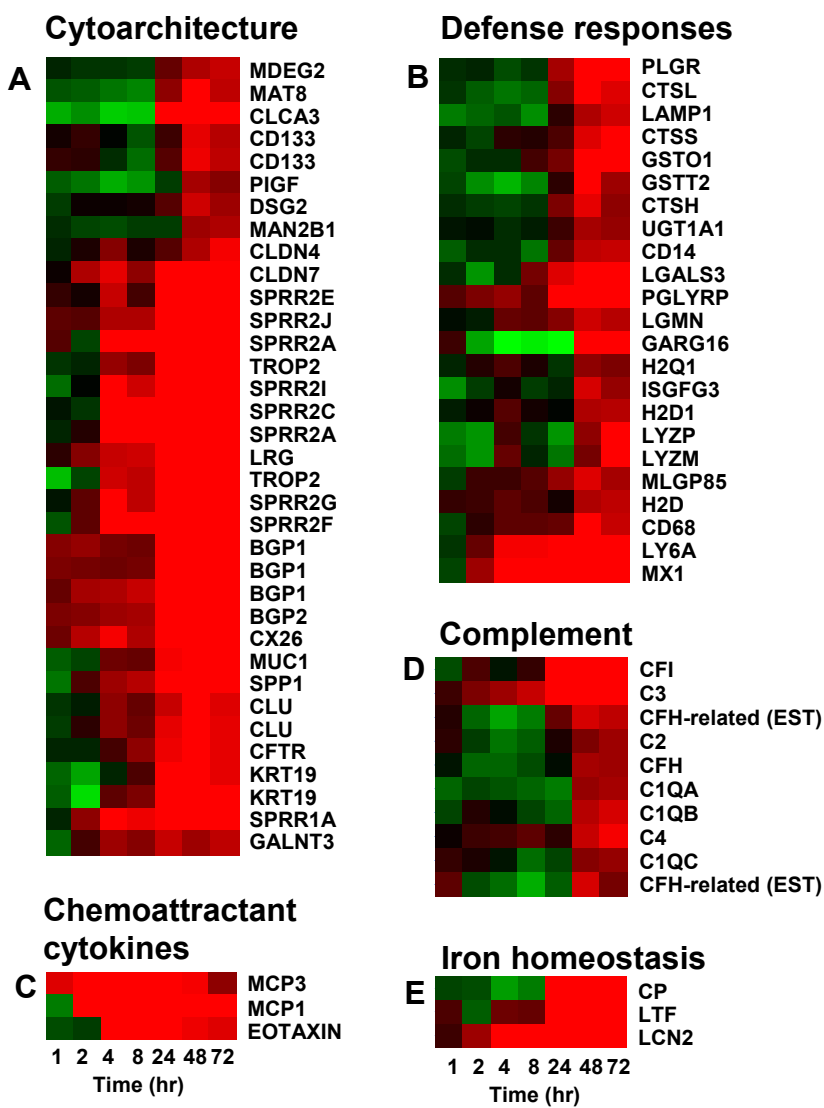 Cytoarchitecture
A
MDEG2
MAT8
CLCA3
CD133
CD133
PIGF
DSG2
MAN2B1
CLDN4
CLDN7
SPRR2E
SPRR2J
SPRR2A
TROP2
SPRR2I
SPRR2C
SPRR2A
LRG
TROP2
SPRR2G
SPRR2F
BGP1
BGP1
BGP1
BGP2
CX26
MUC1
SPP1
CLU
CLU
CFTR
KRT19
KRT19
SPRR1A
GALNT3
Defense responses
B
PLGR
CTSL
LAMP1
CTSS
GSTO1
GSTT2
CTSH
UGT1A1
CD14
LGALS3
PGLYRP
LGMN
GARG16
H2Q1
ISGFG3
H2D1
LYZP
LYZM
MLGP85
H2D
CD68
LY6A
MX1
Chemoattractant
cytokines
C
MCP3
MCP1
EOTAXIN
1 2 4 8 24 48 72
Time (hr)
Complement
D
CFI
C3
CFH-related (EST)
C2
CFH
C1QA
C1QB
C4
C1QC
CFH-related (EST)
Iron homeostasis
E
CP
LTF
LCN2
1 2 4 8 24 48 72
Time (hr)